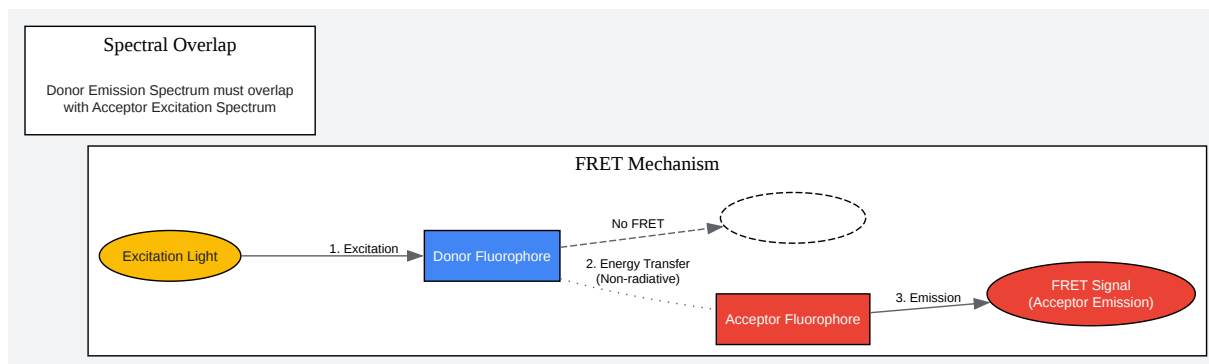 Spectral Overlap
Donor Emission Spectrum must overlap
with Acceptor Excitation Spectrum
FRET Mechanism
Excitation Light
1. Excitation
Donor Fluorophore
No FRET
2. Energy Transfer
(Non-radiative)
Acceptor Fluorophore
3. Emission
FRET Signal
(Acceptor Emission)